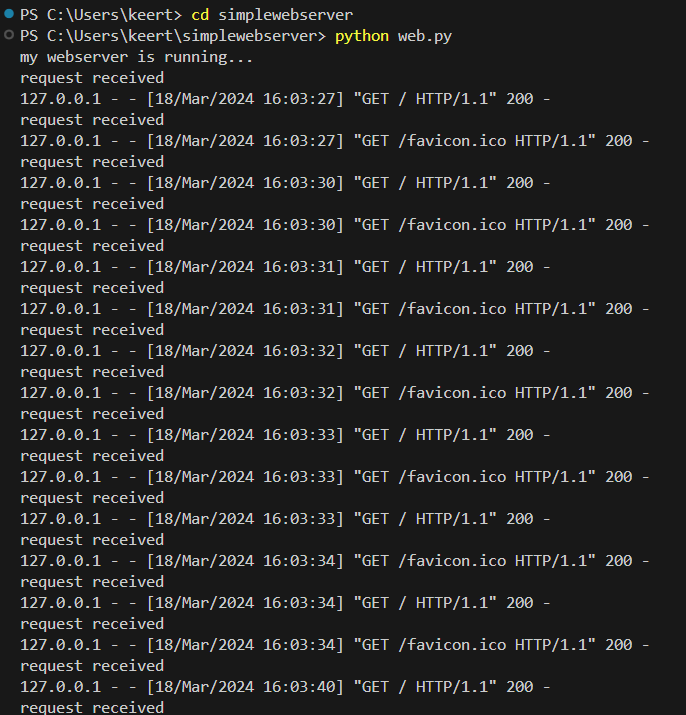 PS C:\Users\keert> cd simplewebserver
PS C:\Users\keert\simplewebserver> python web.py
my webserver is running...
request received
127.0.0.1 - - [18/Mar/2024 16:03:27] "GET / HTTP/1.1" 200 -
request received
127.0.0.1 - - [18/Mar/2024 16:03:27] "GET /favicon.ico HTTP/1.1" 200 -
request received
127.0.0.1 - - [18/Mar/2024 16:03:30] "GET / HTTP/1.1" 200 -
request received
127.0.0.1 - - [18/Mar/2024 16:03:30] "GET /favicon.ico HTTP/1.1" 200 -
request received
127.0.0.1 - - [18/Mar/2024 16:03:31] "GET / HTTP/1.1" 200 -
request received
127.0.0.1 - - [18/Mar/2024 16:03:31] "GET /favicon.ico HTTP/1.1" 200 -
request received
127.0.0.1 - - [18/Mar/2024 16:03:32] "GET / HTTP/1.1" 200 -
request received
127.0.0.1 - - [18/Mar/2024 16:03:32] "GET /favicon.ico HTTP/1.1" 200 -
request received
127.0.0.1 - - [18/Mar/2024 16:03:33] "GET / HTTP/1.1" 200 -
request received
127.0.0.1 - - [18/Mar/2024 16:03:33] "GET /favicon.ico HTTP/1.1" 200 -
request received
127.0.0.1 - - [18/Mar/2024 16:03:33] "GET / HTTP/1.1" 200 -
request received
127.0.0.1 - - [18/Mar/2024 16:03:34] "GET /favicon.ico HTTP/1.1" 200 -
request received
127.0.0.1 - - [18/Mar/2024 16:03:34] "GET / HTTP/1.1" 200 -
request received
127.0.0.1 - - [18/Mar/2024 16:03:34] "GET /favicon.ico HTTP/1.1" 200 -
request received
127.0.0.1 - - [18/Mar/2024 16:03:40] "GET / HTTP/1.1" 200 -
request received